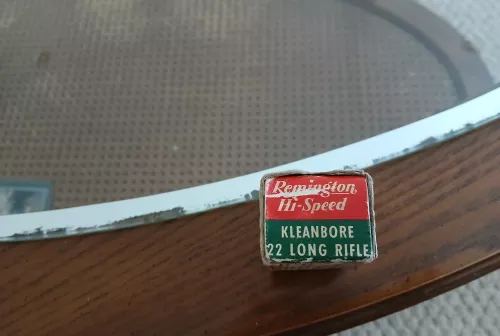 Remington,
Hi-Speed
KLEANBORE
22 LONG RIFLE